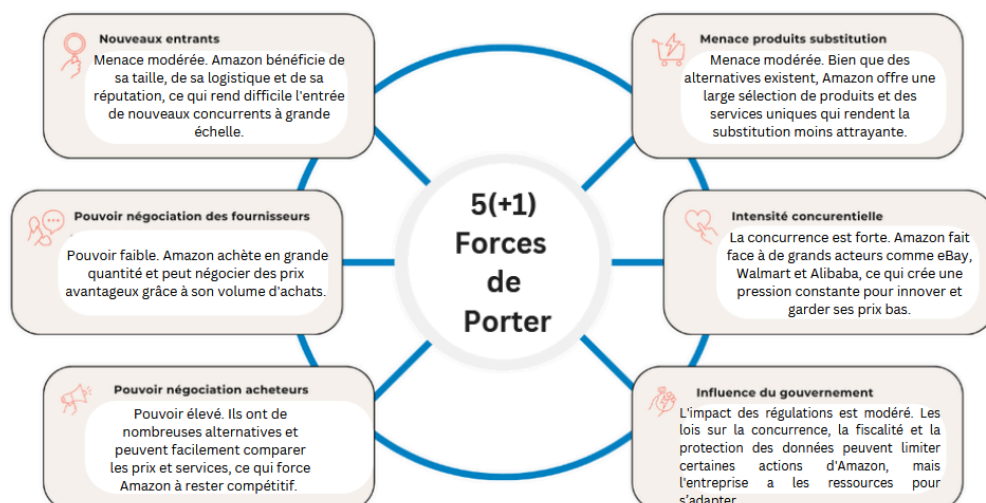 Nouveaux entrants
Menace modérée. Amazon bénéficie de
sa taille, de sa logistique et de sa
réputation, ce qui rend difficile l'entrée
de nouveaux concurrents à grande
échelle.
Menace produits substitution
Menace modérée. Bien que des
alternatives existent, Amazon offre une
large sélection de produits et des
services uniques qui rendent la
substitution moins attrayante.
Pouvoir négociation des fournisseurs
Pouvoir faible. Amazon achète en grande
quantité et peut négocier des prix
avantageux grâce à son volume d'achats.
5(+1)
Forces
de
Porter
Intensité concurentielle
La concurrence est forte. Amazon fait
face à de grands acteurs comme eBay,
Walmart et Alibaba, ce qui crée une
pression constante pour innover et
garder ses prix bas.
Pouvoir négociation acheteurs
Pouvoir élevé. Ils ont de
nombreuses alternatives et
peuvent facilement comparer
les prix et services, ce qui force
Amazon à rester compétitif.
Influence du gouvernement
L'impact des régulations est modéré. Les
lois sur la concurrence, la fiscalité et la
protection des données peuvent limiter
certaines actions d'Amazon, mais
l'entreprise a les ressources pour
s'adapter